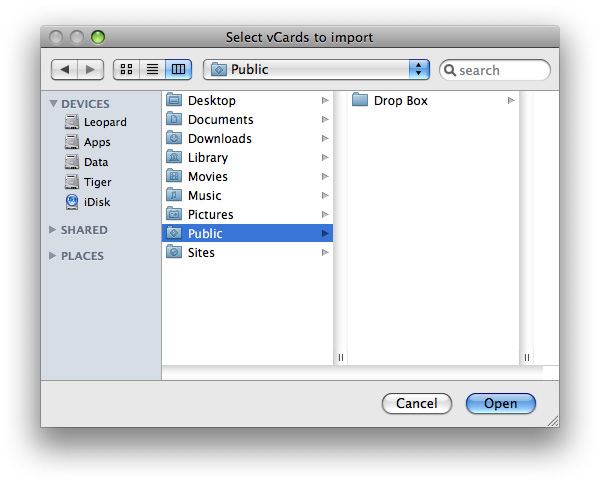 Select vCards to import
Public
search
DEVICES
Leopard
Apps
Data
Tiger
iDisk
SHARED
PLACES
Desktop
Documents
Downloads
Library
Movies
Music
Pictures
Public
Sites
Drop Box
Cancel
Open